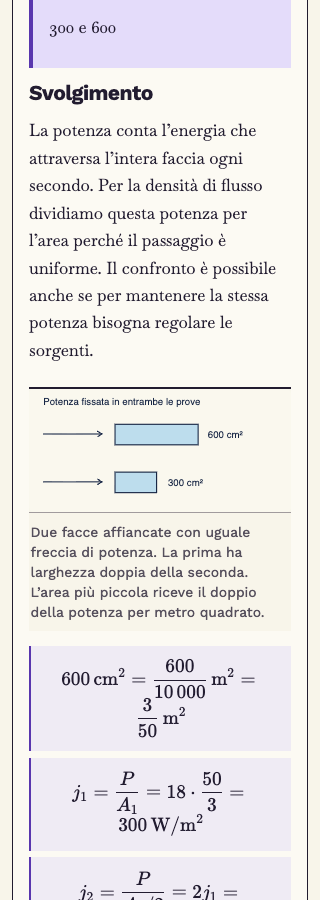 300 e 600
Svolgimento
La potenza conta l’energia che
attraversa l’intera faccia ogni
secondo. Per la densità di flusso
dividiamo questa potenza per
l’area perché il passaggio è
uniforme. Il confronto è possibile
anche se per mantenere la stessa
potenza bisogna regolare le
sorgenti.
Potenza fissata in entrambe le prove
600 cm²
300 cm²
Due facce affiancate con uguale
freccia di potenza. La prima ha
larghezza doppia della seconda.
L’area più piccola riceve il doppio
della potenza per metro quadrato.
600 cm² = 600/10 000 m² =
3/50 m²
j₁ = P/A₁ = 18 · 50/3 =
300 W/m²
j₂ = P/A₁/2 = 2j₁ =